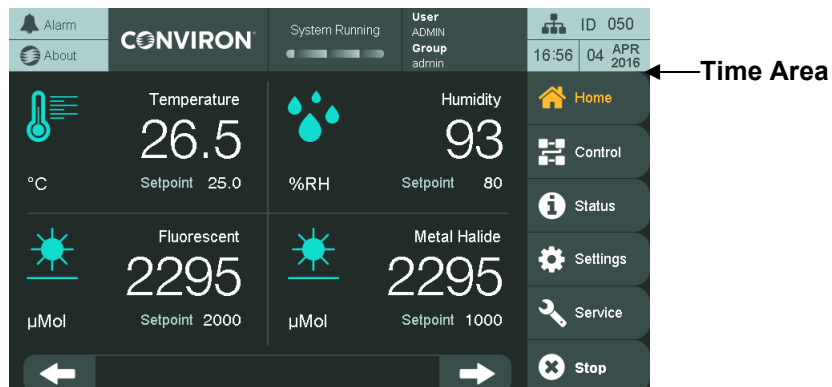 Alarm
About
CONVIRON
System Running
User
ADMIN
Group
admin
ID 050
16:56 04 APR 2016
Time Area
Temperature
26.5
°C Setpoint 25.0
Humidity
93
%RH Setpoint 80
Fluorescent
2295
µMol Setpoint 2000
Metal Halide
2295
µMol Setpoint 1000
Home
Control
Status
Settings
Service
Stop